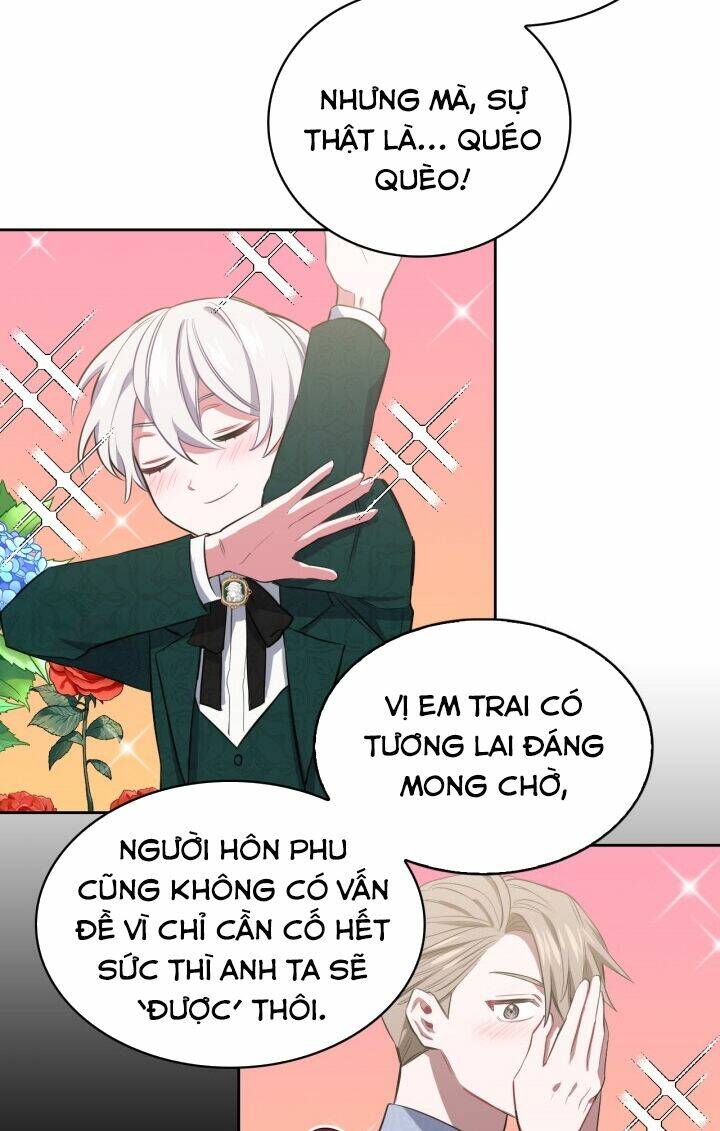 NHƯNG MÀ, SỰ
THẬT LÀ... QUÉO
QUÈO!
VỊ EM TRAI CÓ
TƯƠNG LAI ĐÁNG
MONG CHỜ,
NGƯỜI HÔN PHU
CŨNG KHÔNG CÓ VẤN
ĐỀ VÌ CHỈ CẦN CỐ HẾT
SỨC THÌ ANH TA SẼ
‘ĐƯỢC’ THÔI.